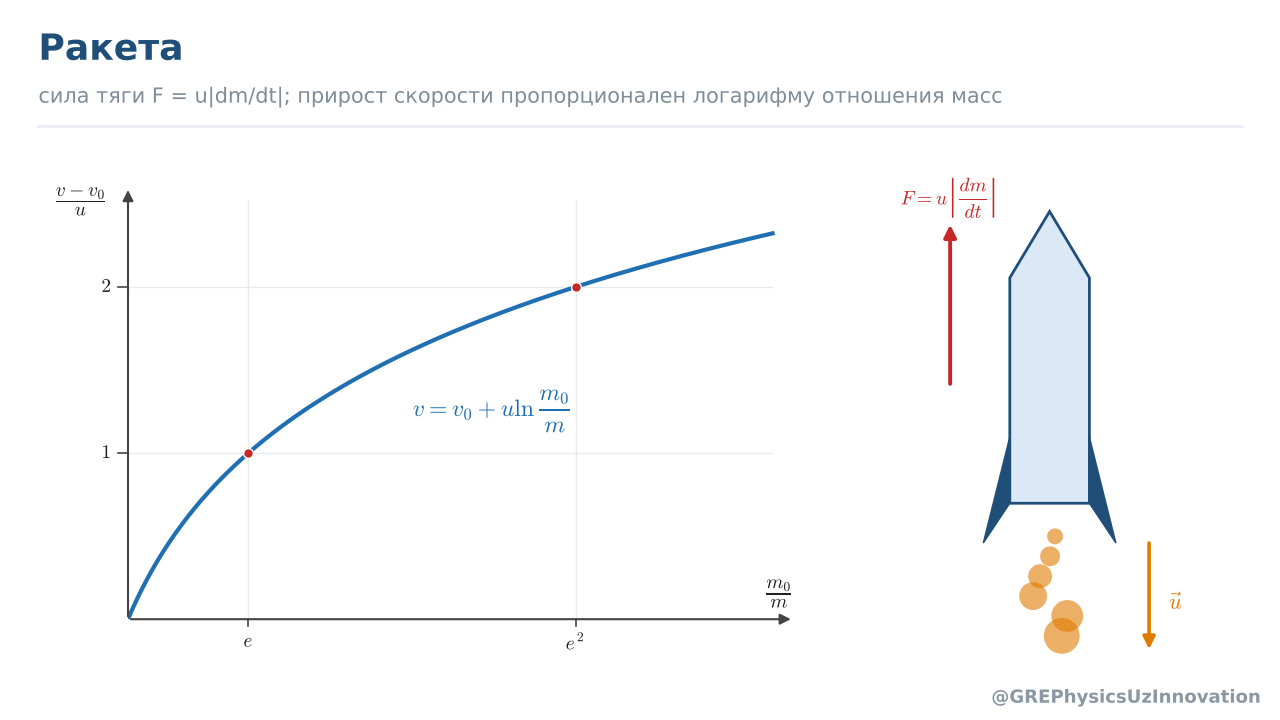 Ракета
сила тяги F = u|dm/dt|; прирост скорости пропорционален логарифму отношения масс
(v − v₀)/u
2
1
v = v₀ + u ln m₀/m
m₀/m
e
e²
F = u|dm/dt|
u⃗
@GREPhysicsUzInnovation